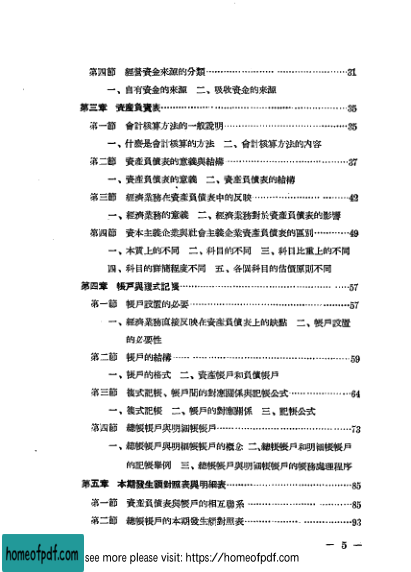 第四節 經營資金來源的分類…………………………31
一、自有資金的來源 二、吸收資金的來源
第三章 資產負債表…………………………35
第一節 會計核算方法的一般說明…………………………35
一、什麼是會計核算的方法 二、會計核算方法的內容
第二節 資產負債表的意義與結構…………………………37
一、資產負債表的意義 二、資產負債表的結構
第三節 經濟業務在資產負債表中的反映…………………………42
一、經濟業務的意義 二、經濟業務對於資產負債表的影響
第四節 資本主義企業與社會主義企業資產負債表的區別…………49
一、本質上的不同 二、科目的不同 三、科目比重上的不同
四、科目的詳簡程度不同 五、各個科目的估價原則不同
第四章 帳戶與複式記帳…………………………57
第一節 帳戶設置的必要…………………………57
一、經濟業務直接反映在資產負債表上的缺點 二、帳戶設置
的必要性
第二節 帳戶的結構…………………………59
一、帳戶的格式 二、資產帳戶和負債帳戶
第三節 複式記帳、帳戶間的對應關係與記帳公式…………………64
一、複式記帳 二、帳戶的對應關係 三、記帳公式
第四節 總帳帳戶與明細帳帳戶…………………………73
一、總帳帳戶與明細帳帳戶的概念 二、總帳帳戶和明細帳帳戶
的記帳舉例 三、總帳帳戶與明細帳帳戶的帳務處理程序
第五章 本期發生額對照表與明細表…………………………85
第一節 資產負債表與帳戶的相互聯系…………………………85
第二節 總帳帳戶的本期發生額對照表…………………………93
— 5 —
homeofpdf.com
see more please visit: https://homeofpdf.com